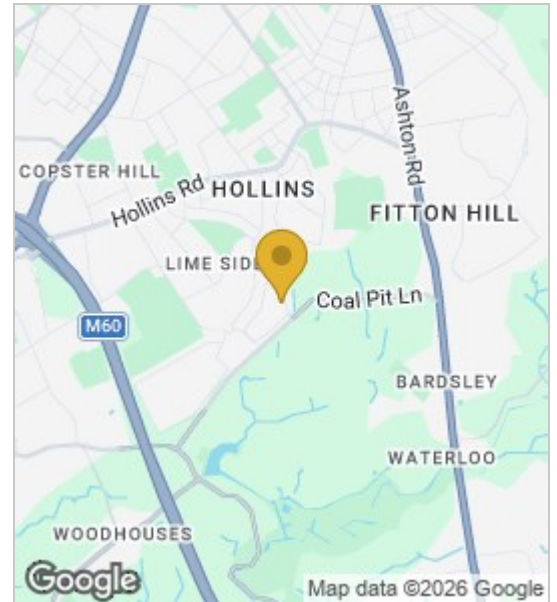 Ashton Rd
COPSTER HILL
Hollins Rd
HOLLINS
FITTON HILL
LIME SIDE
Coal Pit Ln
M60
BARDSLEY
WATERLOO
WOODHOUSES
Google
Map data ©2026 Google